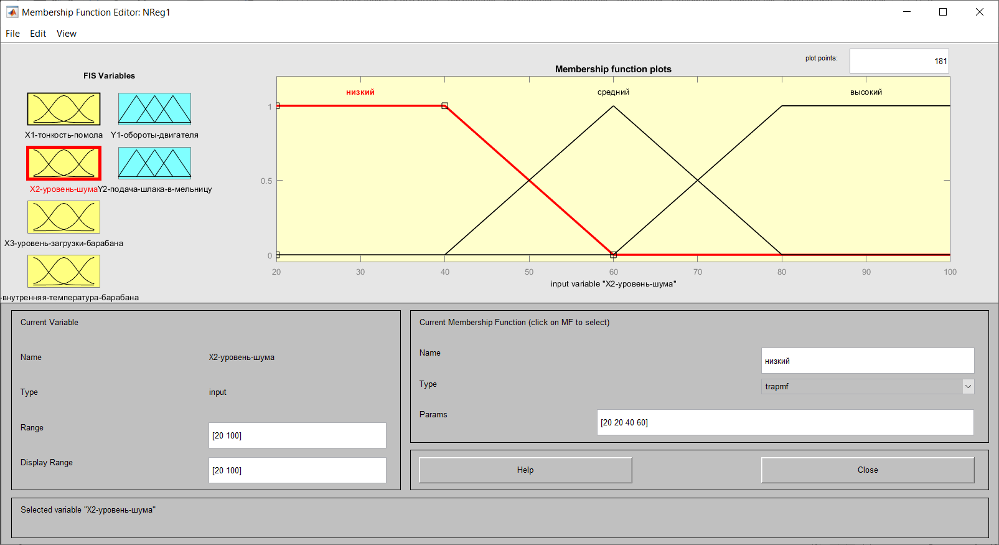 Membership Function Editor: NReg1
File Edit View
plot points: 181
FIS Variables
Membership function plots
X1-тонкость-помола Y1-обороты-двигателя
X2-уровень-шума Y2-подача-шлака-в-мельницу
X3-уровень-загрузки-барабана
-внутренняя-температура-барабана
низкий средний высокий
1
0.5
0
20 30 40 50 60 70 80 90 100
input variable "X2-уровень-шума"
Current Variable
Name X2-уровень-шума
Type input
Range [20 100]
Display Range [20 100]
Current Membership Function (click on MF to select)
Name низкий
Type trapmf
Params [20 20 40 60]
Help Close
Selected variable "X2-уровень-шума"